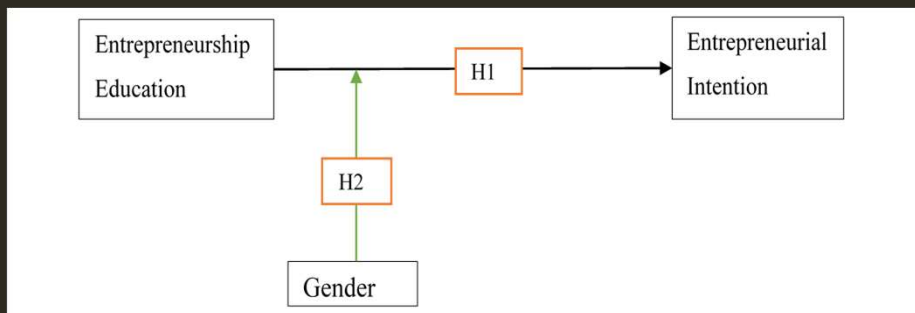 Entrepreneurship
Education
H1
Entrepreneurial
Intention
H2
Gender